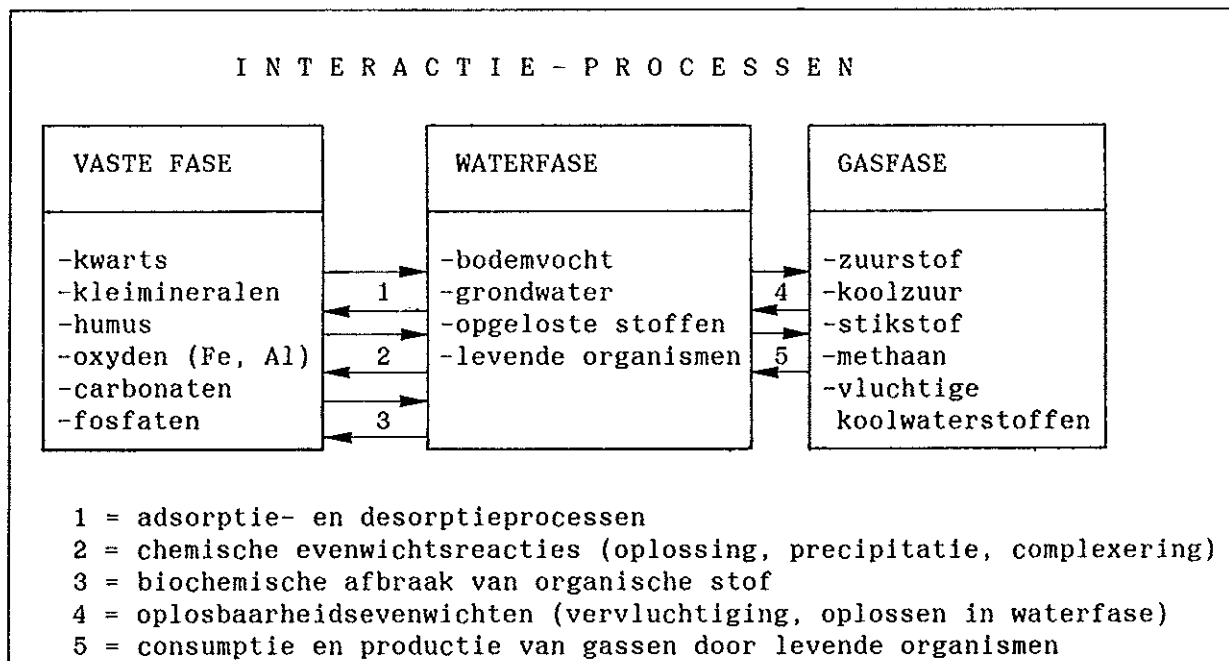 INTERACTIE-PROCESSEN
VASTE FASE
-kwarts
-kleimineralen
-humus
-oxyden (Fe, Al)
-carbonaten
-fosfaten
1
2
3
WATERFASE
-bodemvocht
-grondwater
-opgeloste stoffen
-levende organismen
4
5
GASFASE
-zuurstof
-koolzuur
-stikstof
-methaan
-vluchtige
koolwaterstoffen
1 = adsorptie- en desorptieprocessen
2 = chemische evenwichtsreacties (oplossing, precipitatie, complexering)
3 = biochemische afbraak van organische stof
4 = oplosbaarheidsevenwichten (vervluchtiging, oplossen in waterfase)
5 = consumptie en productie van gassen door levende organismen